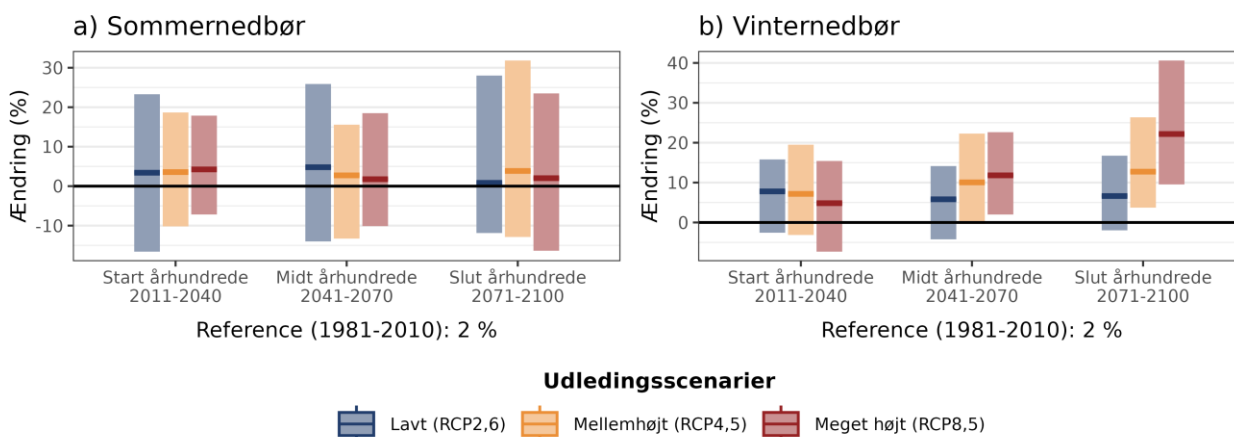 a) Sommernedbør
Ændring (%)
30
20
10
0
-10
Start århundrede
2011-2040
Midt århundrede
2041-2070
Slut århundrede
2071-2100
Reference (1981-2010): 2 %
b) Vinternedbør
Ændring (%)
40
30
20
10
0
Start århundrede
2011-2040
Midt århundrede
2041-2070
Slut århundrede
2071-2100
Reference (1981-2010): 2 %
Udledingsscenarier
Lavt (RCP2,6)
Mellemhøjt (RCP4,5)
Meget højt (RCP8,5)